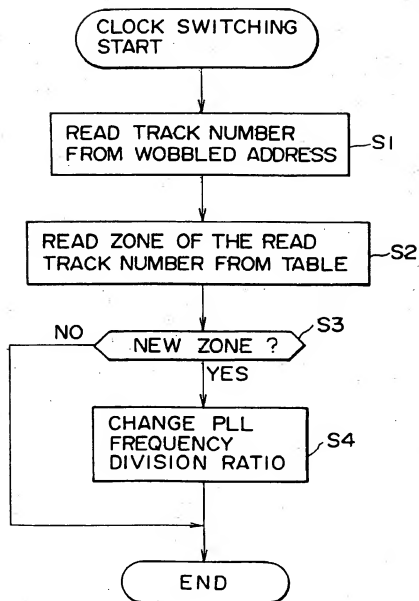 CLOCK SWITCHING
START
READ TRACK NUMBER
FROM WOBBLED ADDRESS
S1
READ ZONE OF THE READ
TRACK NUMBER FROM TABLE
S2
S3
NO
NEW ZONE ?
YES
CHANGE PLL
FREQUENCY
DIVISION RATIO
S4
END